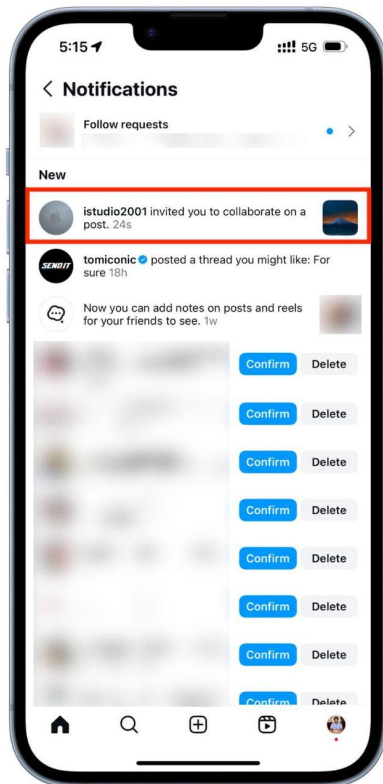 5:15
5G
Notifications
Follow requests
New
istudio2001 invited you to collaborate on a
post. 24s
SENDIT
tomiconic posted a thread you might like: For
sure 18h
Now you can add notes on posts and reels
for your friends to see. 1w
Confirm Delete
Confirm Delete
Confirm Delete
Confirm Delete
Confirm Delete
Confirm Delete
Confirm Delete
Confirm Delete